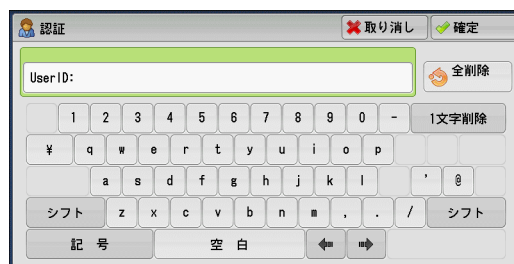 認証 取り消し 確定
UserID: 全削除
1 2 3 4 5 6 7 8 9 0 - 1文字削除
¥ q w e r t y u i o p
a s d f g h j k l ' @
シフト z x c v b n m , . / シフト
記 号 空 白